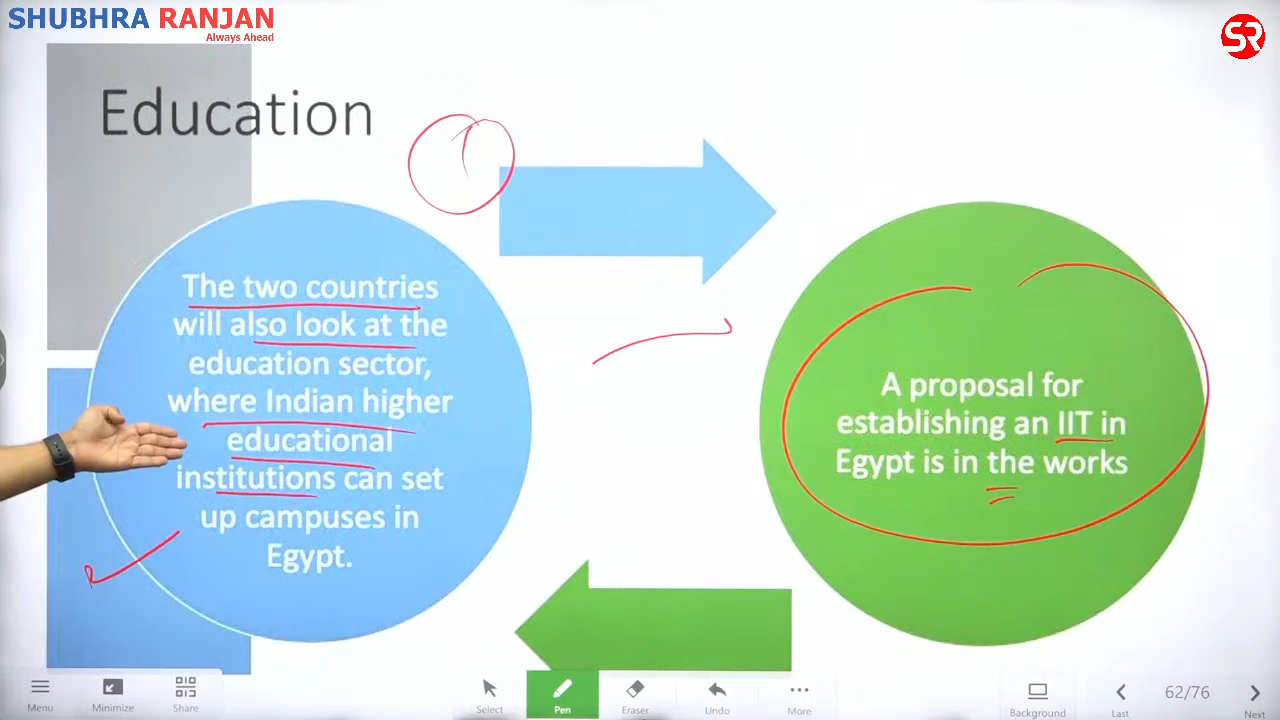 SHUBHRA RANJAN
Always Ahead
SR
Education
The two countries
will also look at the
education sector,
where Indian higher
educational
institutions can set
up campuses in
Egypt.
A proposal for
establishing an IIT in
Egypt is in the works
Menu
Minimize
Share
Select
Pen
Eraser
Undo
More
Background
Last
62/76
Next